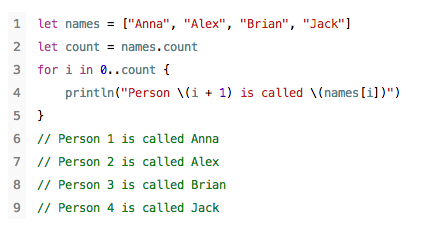 1 let names = ["Anna", "Alex", "Brian", "Jack"]
2 let count = names.count
3 for i in 0..count {
4     println("Person \(i + 1) is called \(names[i])")
5 }
6 // Person 1 is called Anna
7 // Person 2 is called Alex
8 // Person 3 is called Brian
9 // Person 4 is called Jack